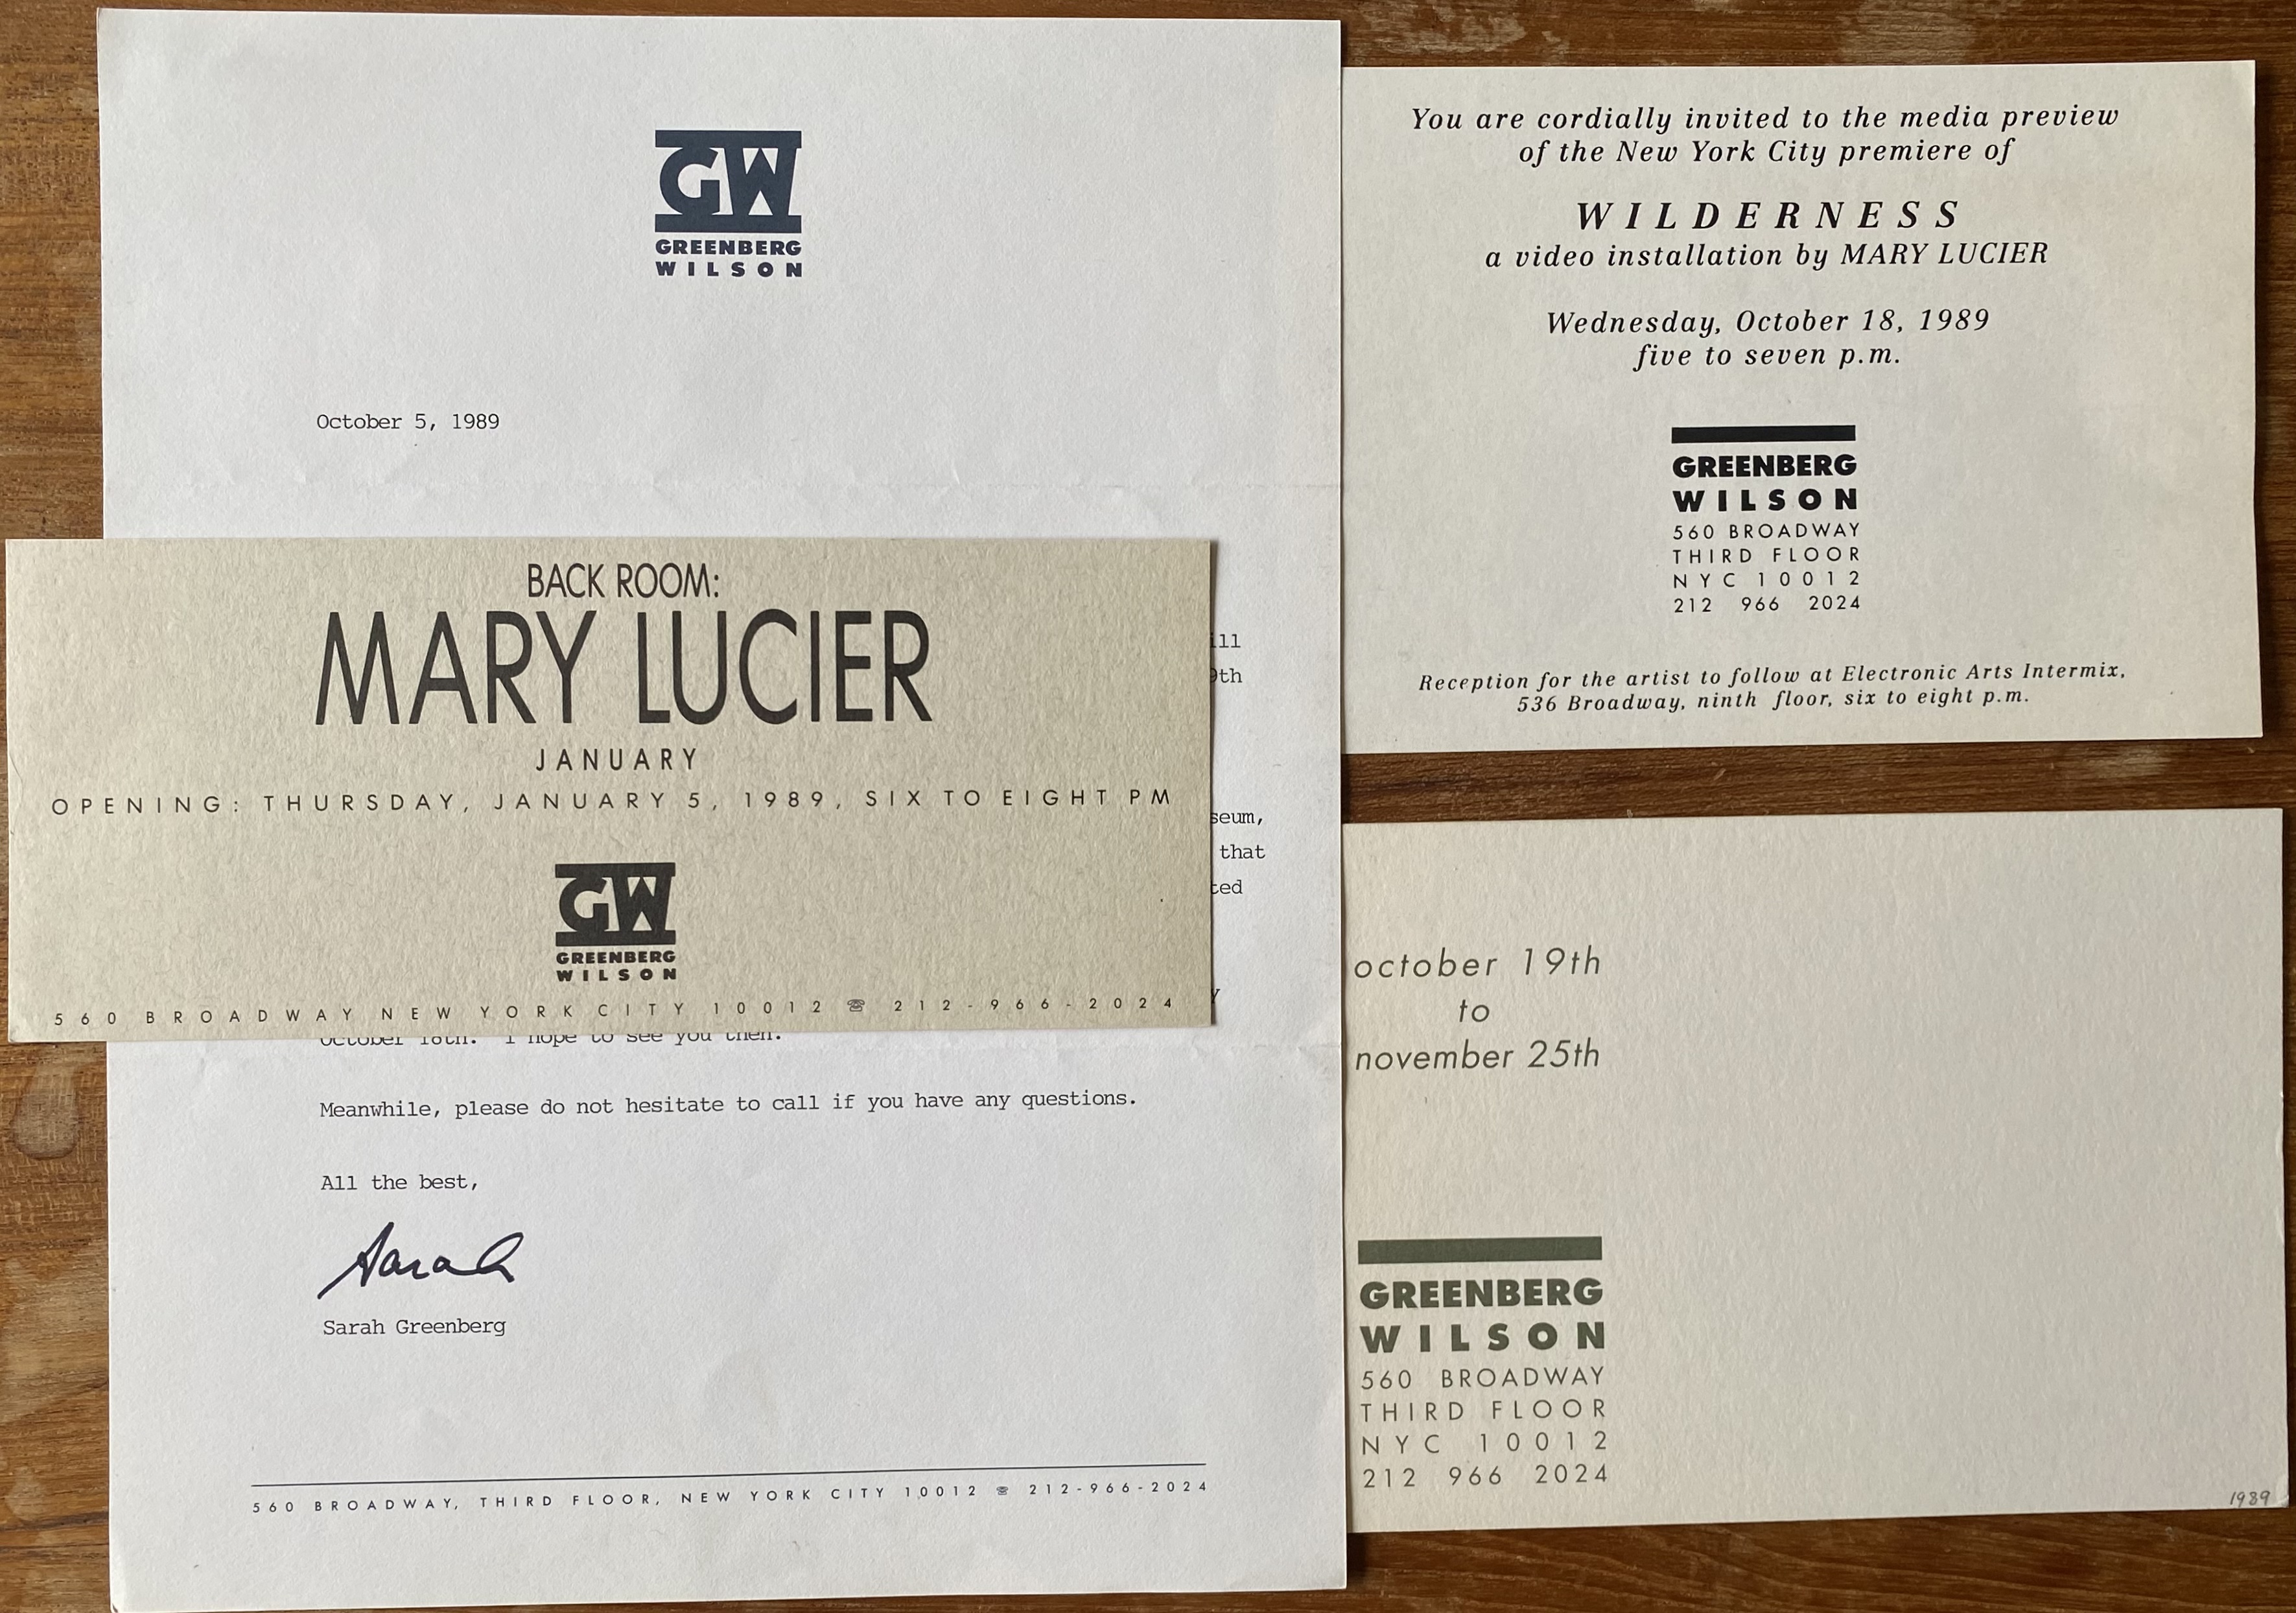 GW
GREENBERG
WILSON
October 5, 1989
ill
9th
BACK ROOM:
MARY LUCIER
JANUARY
OPENING: THURSDAY, JANUARY 5, 1989, SIX TO EIGHT PM
GW
GREENBERG
WILSON
560 BROADWAY NEW YORK CITY 10012 ☎ 212-966-2024
seum,
that
ted
October 18th. I hope to see you then.
Meanwhile, please do not hesitate to call if you have any questions.
All the best,
Sarah
Sarah Greenberg
560 BROADWAY, THIRD FLOOR, NEW YORK CITY 10012 ☎ 212-966-2024
You are cordially invited to the media preview
of the New York City premiere of
WILDERNESS
a video installation by MARY LUCIER
Wednesday, October 18, 1989
five to seven p.m.
GREENBERG
WILSON
560 BROADWAY
THIRD FLOOR
NYC 10012
212 966 2024
Reception for the artist to follow at Electronic Arts Intermix,
536 Broadway, ninth floor, six to eight p.m.
october 19th
to
november 25th
GREENBERG
WILSON
560 BROADWAY
THIRD FLOOR
NYC 10012
212 966 2024
1989